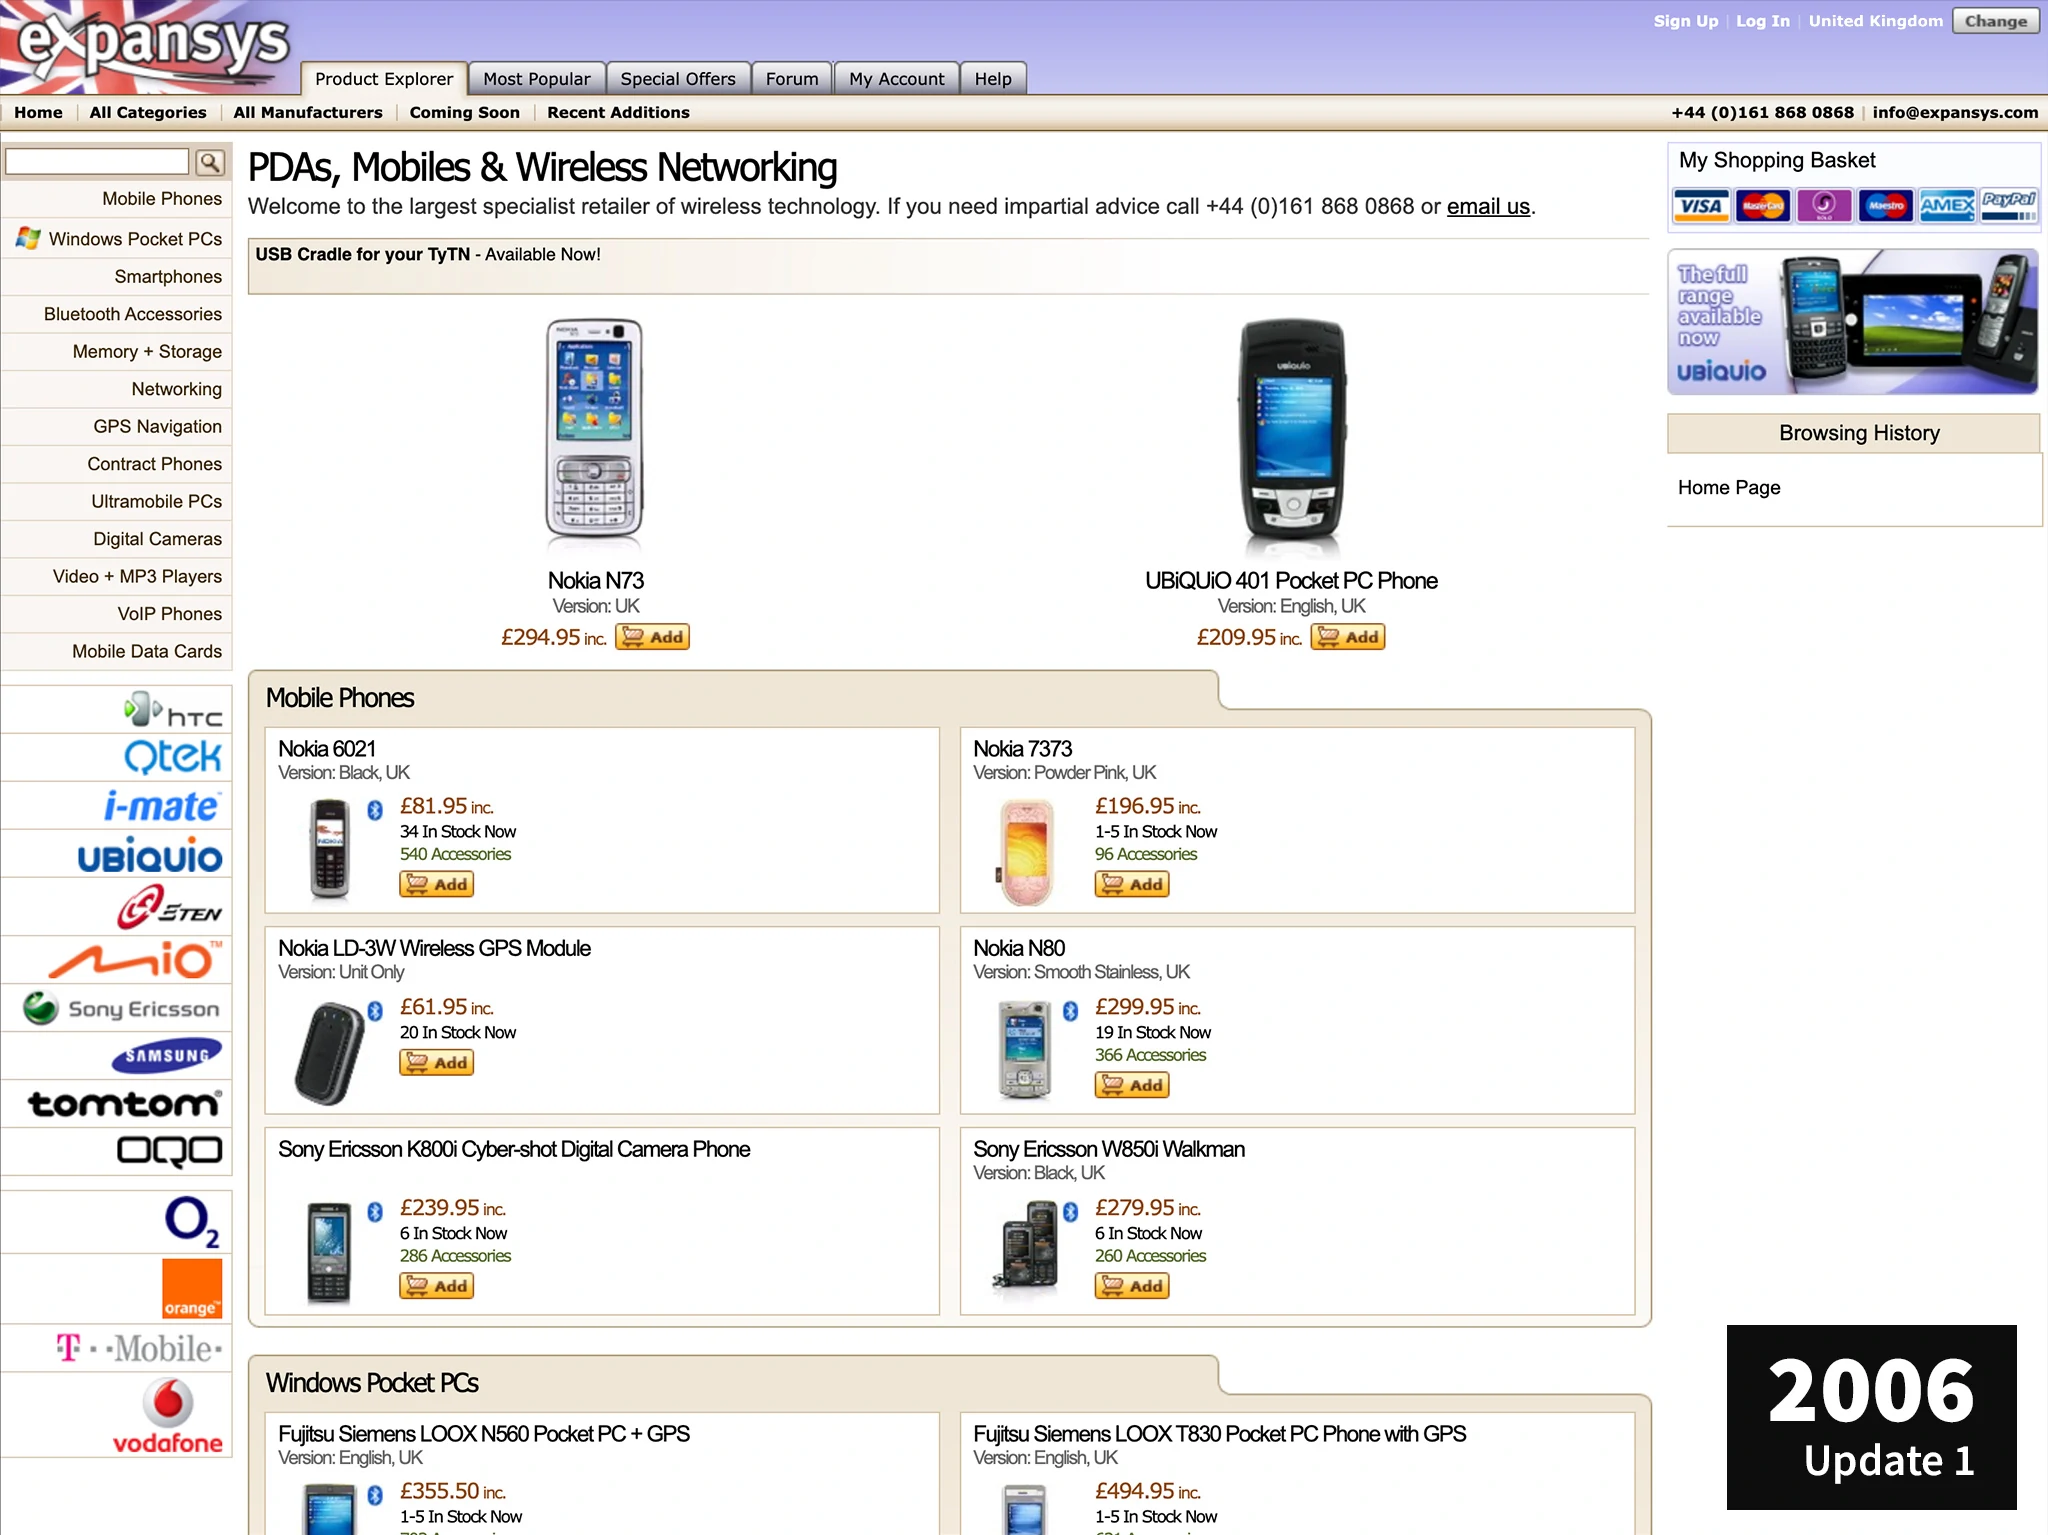 expansys
Sign Up | Log In | United Kingdom Change
Product Explorer
Most Popular
Special Offers
Forum
My Account
Help
Home
All Categories
All Manufacturers
Coming Soon
Recent Additions
+44 (0)161 868 0868 | info@expansys.com
Mobile Phones
Windows Pocket PCs
Smartphones
Bluetooth Accessories
Memory + Storage
Networking
GPS Navigation
Contract Phones
Ultramobile PCs
Digital Cameras
Video + MP3 Players
VoIP Phones
Mobile Data Cards
hTC
Qtek
i-mate™
UBiQUiO
ETEN
Mio™
Sony Ericsson
SAMSUNG
tomtom®
OQO
O2
orange™
T··Mobile·
vodafone
PDAs, Mobiles & Wireless Networking
Welcome to the largest specialist retailer of wireless technology. If you need impartial advice call +44 (0)161 868 0868 or email us.
USB Cradle for your TyTN - Available Now!
NOKIA
Nokia N73
Version: UK
£294.95 inc. Add
UBiQUiO
UBiQUiO 401 Pocket PC Phone
Version: English, UK
£209.95 inc. Add
Mobile Phones
Nokia 6021
Version: Black, UK
NOKIA
£81.95 inc.
34 In Stock Now
540 Accessories
Add
Nokia 7373
Version: Powder Pink, UK
£196.95 inc.
1-5 In Stock Now
96 Accessories
Add
Nokia LD-3W Wireless GPS Module
Version: Unit Only
£61.95 inc.
20 In Stock Now
Add
Nokia N80
Version: Smooth Stainless, UK
£299.95 inc.
19 In Stock Now
366 Accessories
Add
Sony Ericsson K800i Cyber-shot Digital Camera Phone
£239.95 inc.
6 In Stock Now
286 Accessories
Add
Sony Ericsson W850i Walkman
Version: Black, UK
£279.95 inc.
6 In Stock Now
260 Accessories
Add
Windows Pocket PCs
Fujitsu Siemens LOOX N560 Pocket PC + GPS
Version: English, UK
£355.50 inc.
1-5 In Stock Now
Fujitsu Siemens LOOX T830 Pocket PC Phone with GPS
Version: English, UK
£494.95 inc.
1-5 In Stock Now
My Shopping Basket
VISA
MasterCard
SOLO
Maestro
AMEX
PayPal
The full
range
available
now
UBiQUiO
Browsing History
Home Page
2006
Update 1